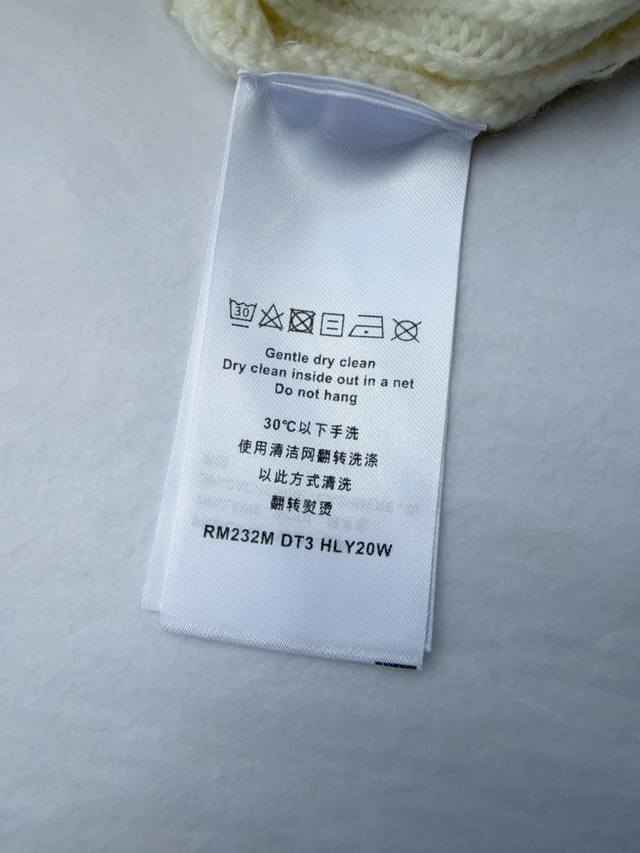 30
Gentle dry clean
Dry clean inside out in a net
Do not hang
30℃以下手洗
使用清洁网翻转洗涤
以此方式清洗
翻转熨烫
RM232M DT3 HLY20W